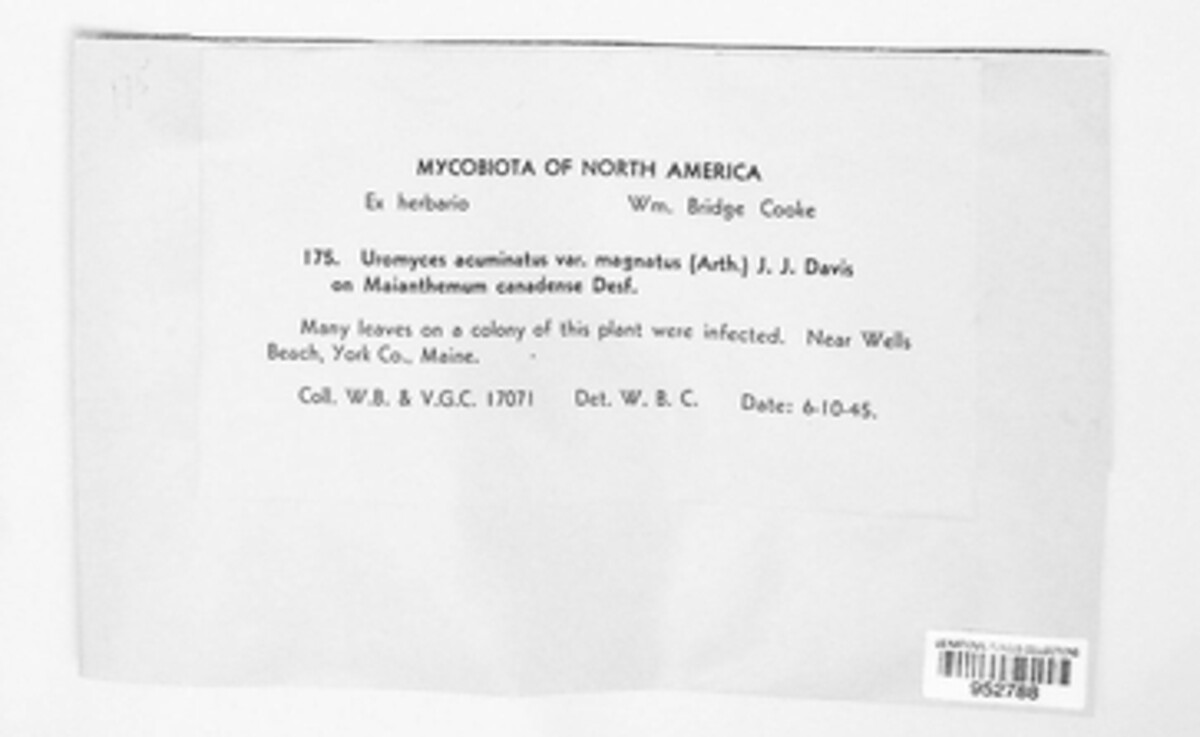 175
MYCOBIOTA OF NORTH AMERICA
Ex herbario Wm. Bridge Cooke
175. Uromyces acuminatus var. magnatus (Arth.) J. J. Davis
on Maianthemum canadense Desf.
Many leaves on a colony of this plant were infected. Near Wells
Beach, York Co., Maine.
Coll. W.B. & V.G.C. 17071 Det. W. B. C. Date: 6-10-45.
952788